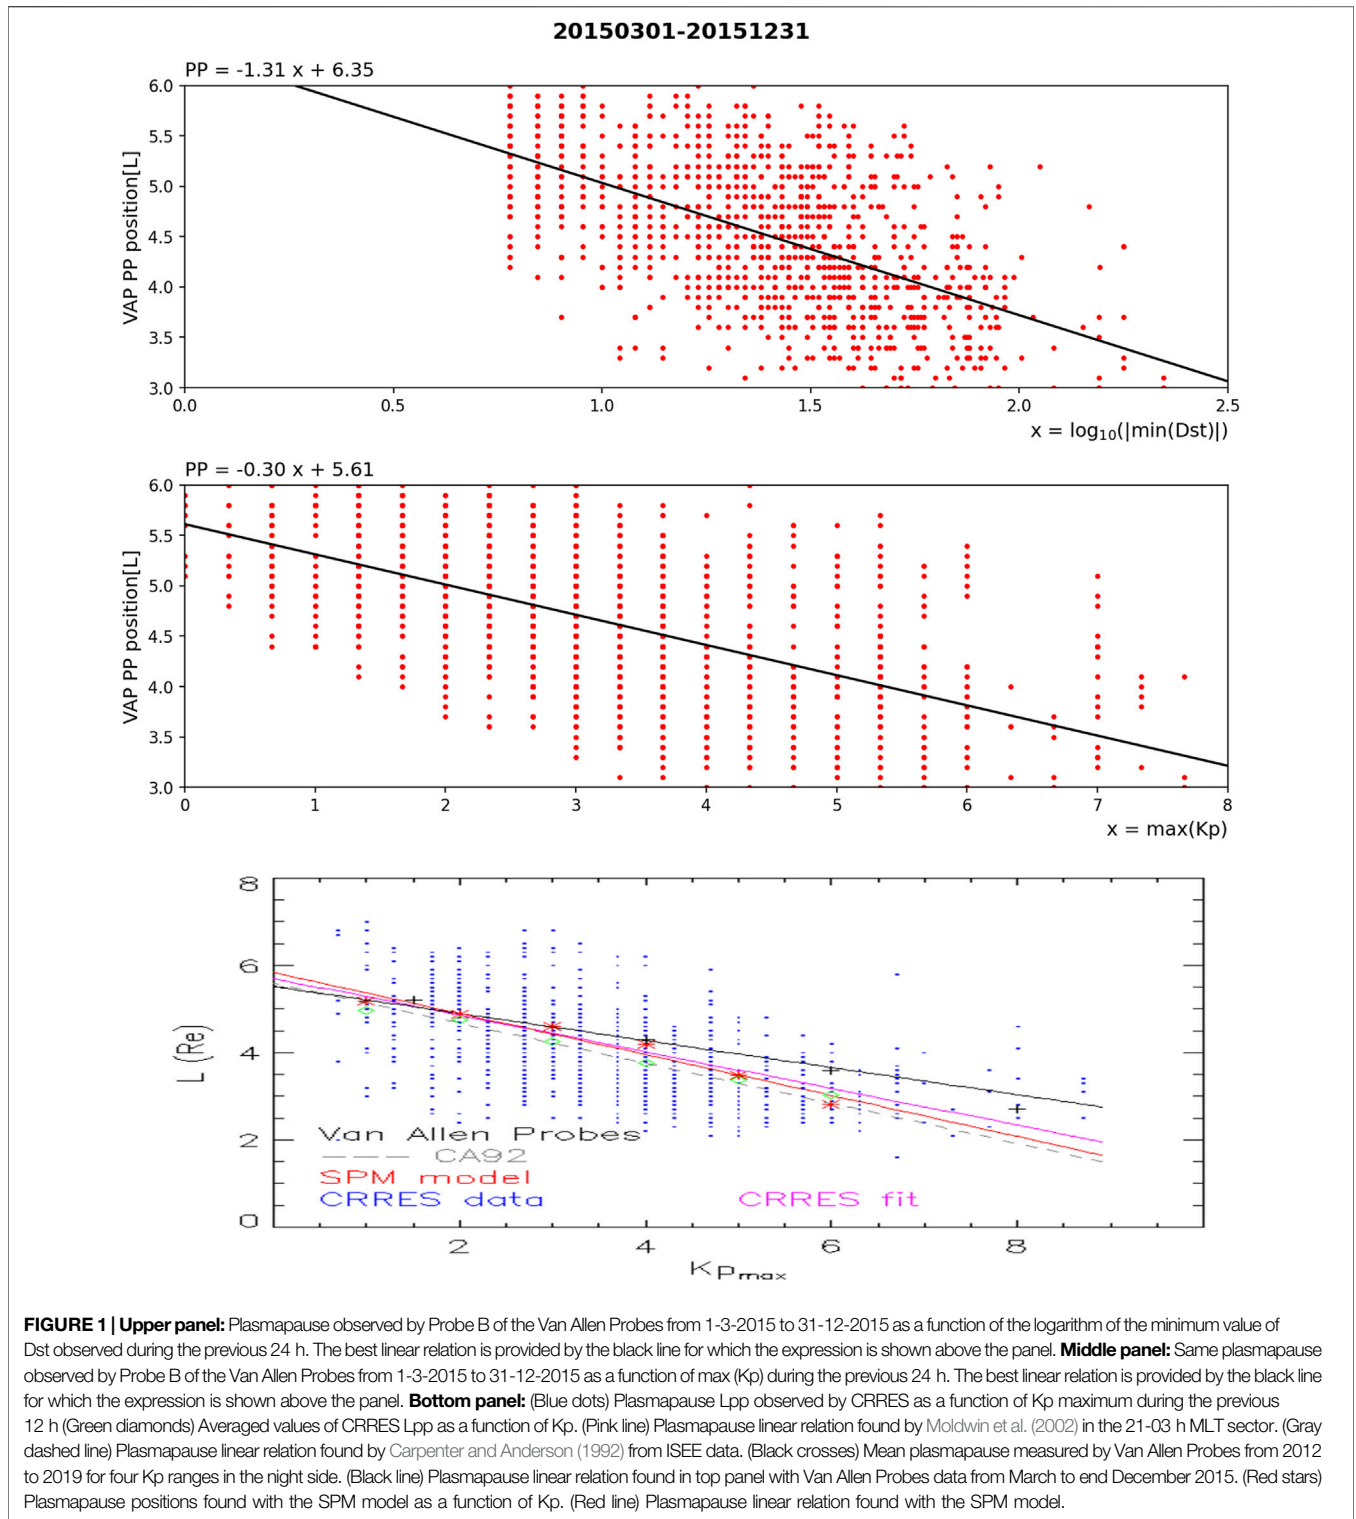 20150301-20151231
PP = -1.31 x + 6.35
6.0
5.5
5.0
4.5
4.0
3.5
3.0
VAP PP position[L]
0.0 0.5 1.0 1.5 2.0 2.5
x = log10(|min(Dst)|)
PP = -0.30 x + 5.61
6.0
5.5
5.0
4.5
4.0
3.5
3.0
VAP PP position[L]
0 1 2 3 4 5 6 7 8
x = max(Kp)
8
6
4
2
0
L (Re)
Van Allen Probes
CA92
SPM model
CRRES data CRRES fit
2 4 6 8
Kpmax
FIGURE 1 | Upper panel: Plasmapause observed by Probe B of the Van Allen Probes from 1-3-2015 to 31-12-2015 as a function of the logarithm of the minimum value of
Dst observed during the previous 24 h. The best linear relation is provided by the black line for which the expression is shown above the panel. Middle panel: Same plasmapause
observed by Probe B of the Van Allen Probes from 1-3-2015 to 31-12-2015 as a function of max (Kp) during the previous 24 h. The best linear relation is provided by the black line
for which the expression is shown above the panel. Bottom panel: (Blue dots) Plasmapause Lpp observed by CRRES as a function of Kp maximum during the previous
12 h (Green diamonds) Averaged values of CRRES Lpp as a function of Kp. (Pink line) Plasmapause linear relation found by Moldwin et al. (2002) in the 21-03 h MLT sector. (Gray
dashed line) Plasmapause linear relation found by Carpenter and Anderson (1992) from ISEE data. (Black crosses) Mean plasmapause measured by Van Allen Probes from 2012
to 2019 for four Kp ranges in the night side. (Black line) Plasmapause linear relation found in top panel with Van Allen Probes data from March to end December 2015. (Red stars)
Plasmapause positions found with the SPM model as a function of Kp. (Red line) Plasmapause linear relation found with the SPM model.